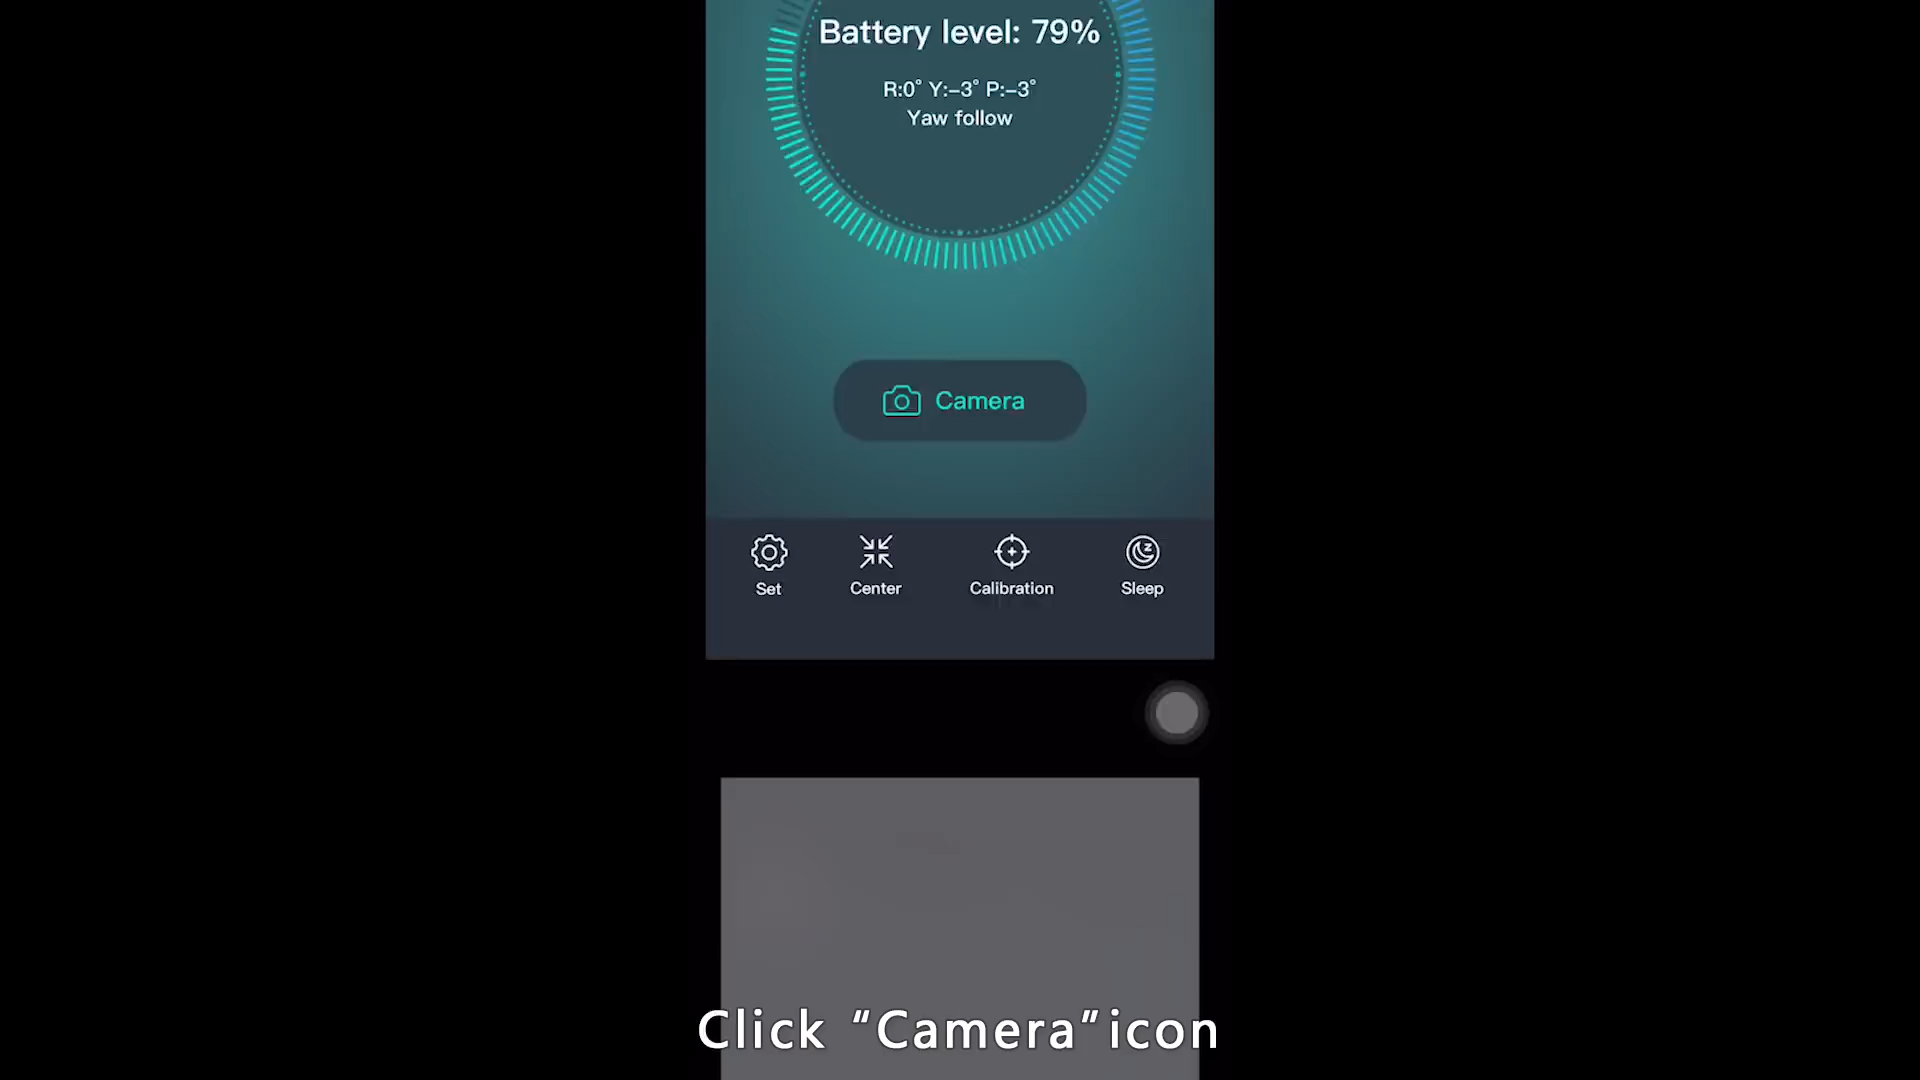 Battery level: 79%
R:0° Y:-3° P:-3°
Yaw follow
Camera
Set
Center
Calibration
Sleep
Click “Camera”icon